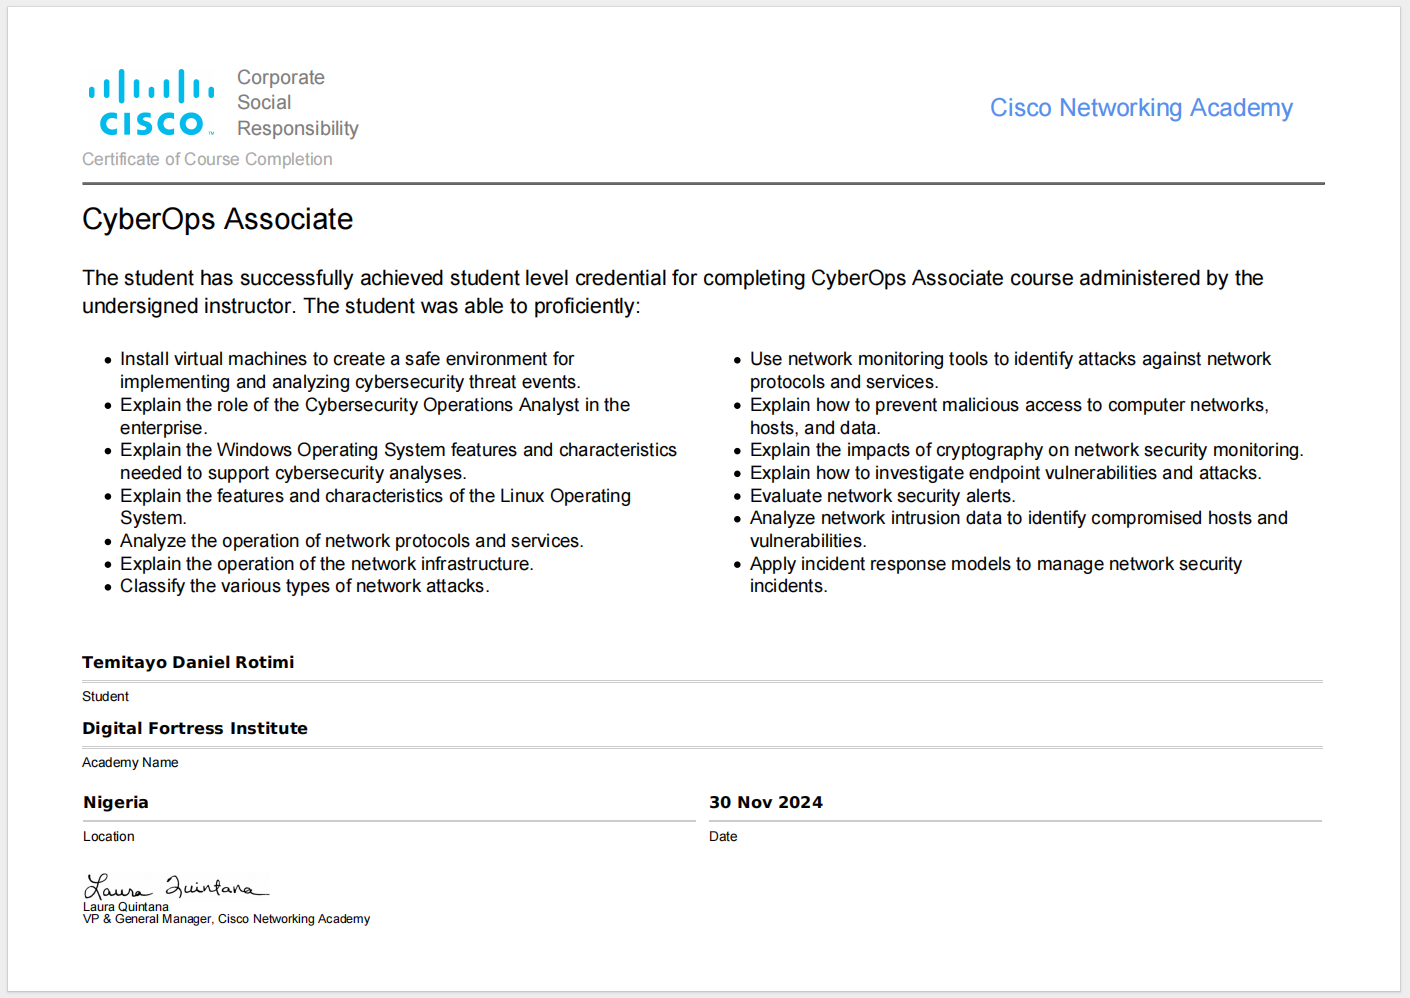 Corporate
Social
Responsibility
CISCO™
Cisco Networking Academy
Certificate of Course Completion
CyberOps Associate
The student has successfully achieved student level credential for completing CyberOps Associate course administered by the
undersigned instructor. The student was able to proficiently:
• Install virtual machines to create a safe environment for
implementing and analyzing cybersecurity threat events.
• Explain the role of the Cybersecurity Operations Analyst in the
enterprise.
• Explain the Windows Operating System features and characteristics
needed to support cybersecurity analyses.
• Explain the features and characteristics of the Linux Operating
System.
• Analyze the operation of network protocols and services.
• Explain the operation of the network infrastructure.
• Classify the various types of network attacks.
• Use network monitoring tools to identify attacks against network
protocols and services.
• Explain how to prevent malicious access to computer networks,
hosts, and data.
• Explain the impacts of cryptography on network security monitoring.
• Explain how to investigate endpoint vulnerabilities and attacks.
• Evaluate network security alerts.
• Analyze network intrusion data to identify compromised hosts and
vulnerabilities.
• Apply incident response models to manage network security
incidents.
Temitayo Daniel Rotimi
Student
Digital Fortress Institute
Academy Name
Nigeria
Location
30 Nov 2024
Date
Laura Quintana
Laura Quintana
VP & General Manager, Cisco Networking Academy